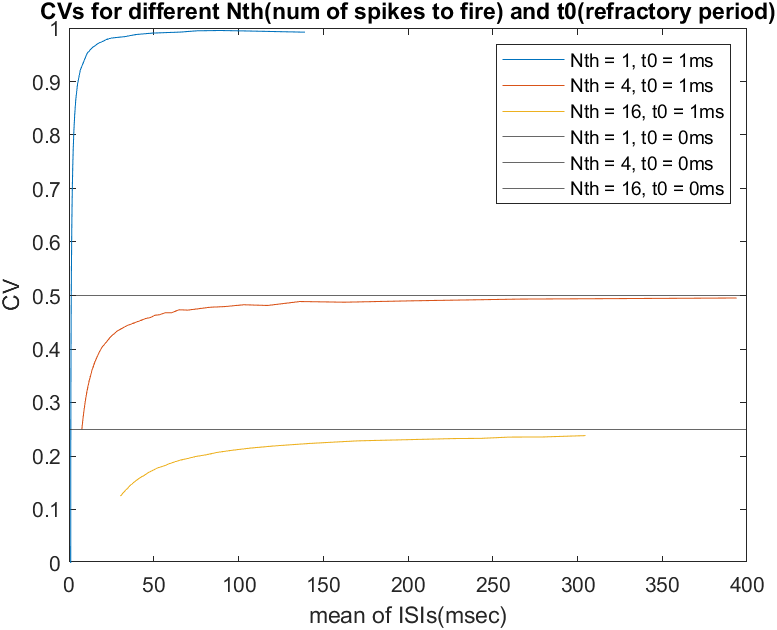 CVs for different Nth(num of spikes to fire) and t0(refractory period)
Nth = 1, t0 = 1ms
Nth = 4, t0 = 1ms
Nth = 16, t0 = 1ms
Nth = 1, t0 = 0ms
Nth = 4, t0 = 0ms
Nth = 16, t0 = 0ms
1
0.9
0.8
0.7
0.6
0.5
0.4
0.3
0.2
0.1
0
CV
0 50 100 150 200 250 300 350 400
mean of ISIs(msec)